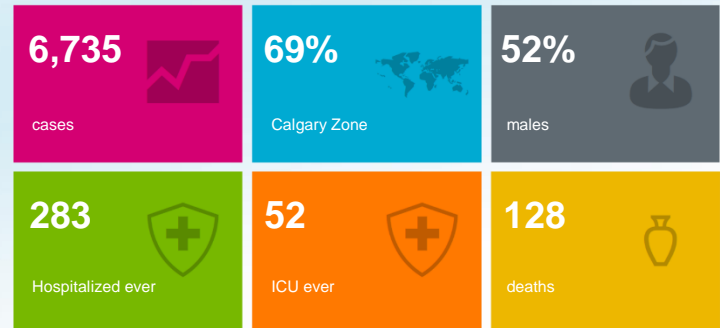 6,735
cases
69%
Calgary Zone
52%
males
283
Hospitalized ever
52
ICU ever
128
deaths